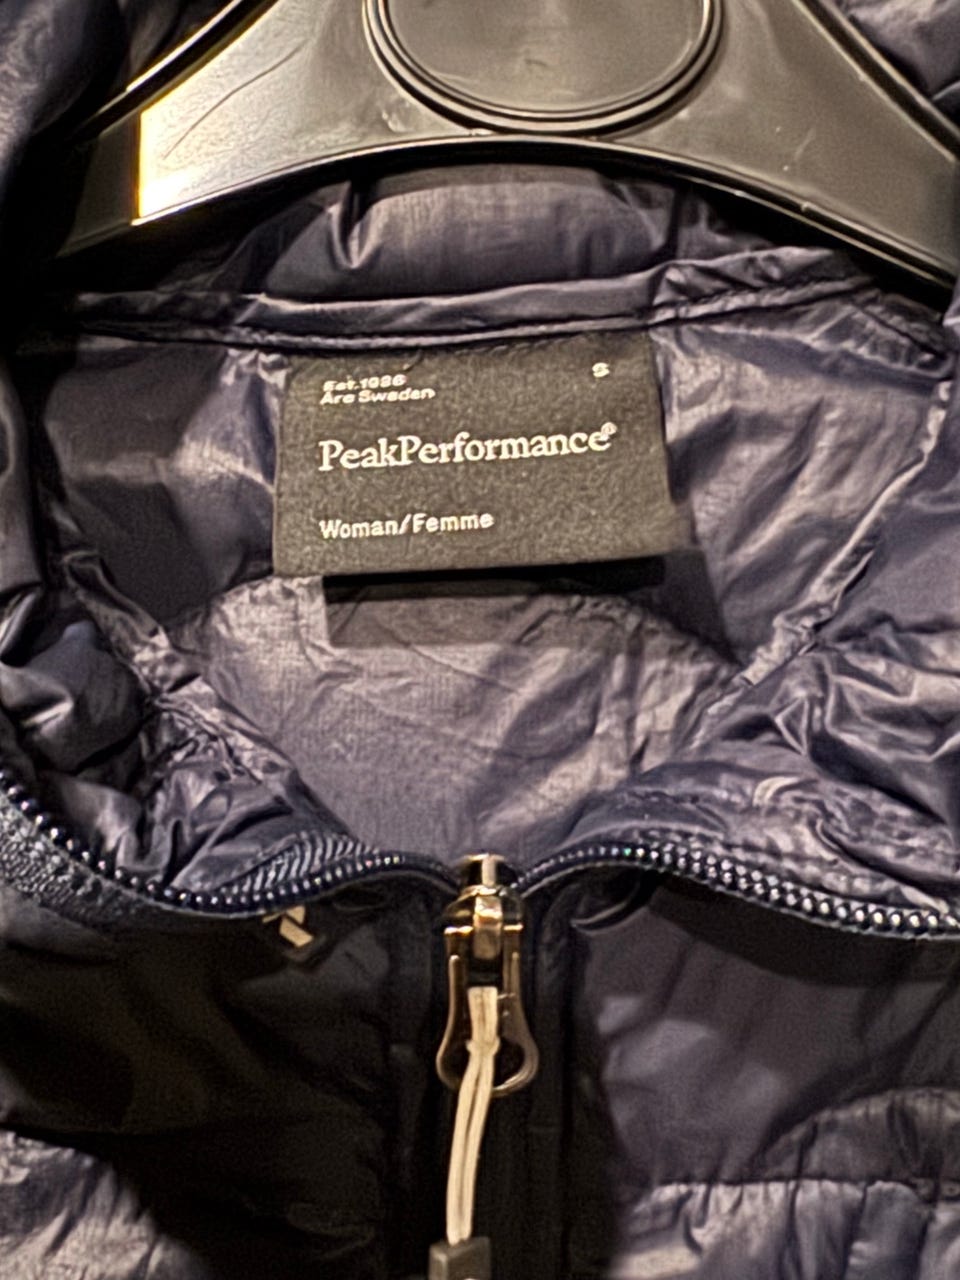 Est.1986
S
Åre Sweden
PeakPerformance®
Woman/Femme